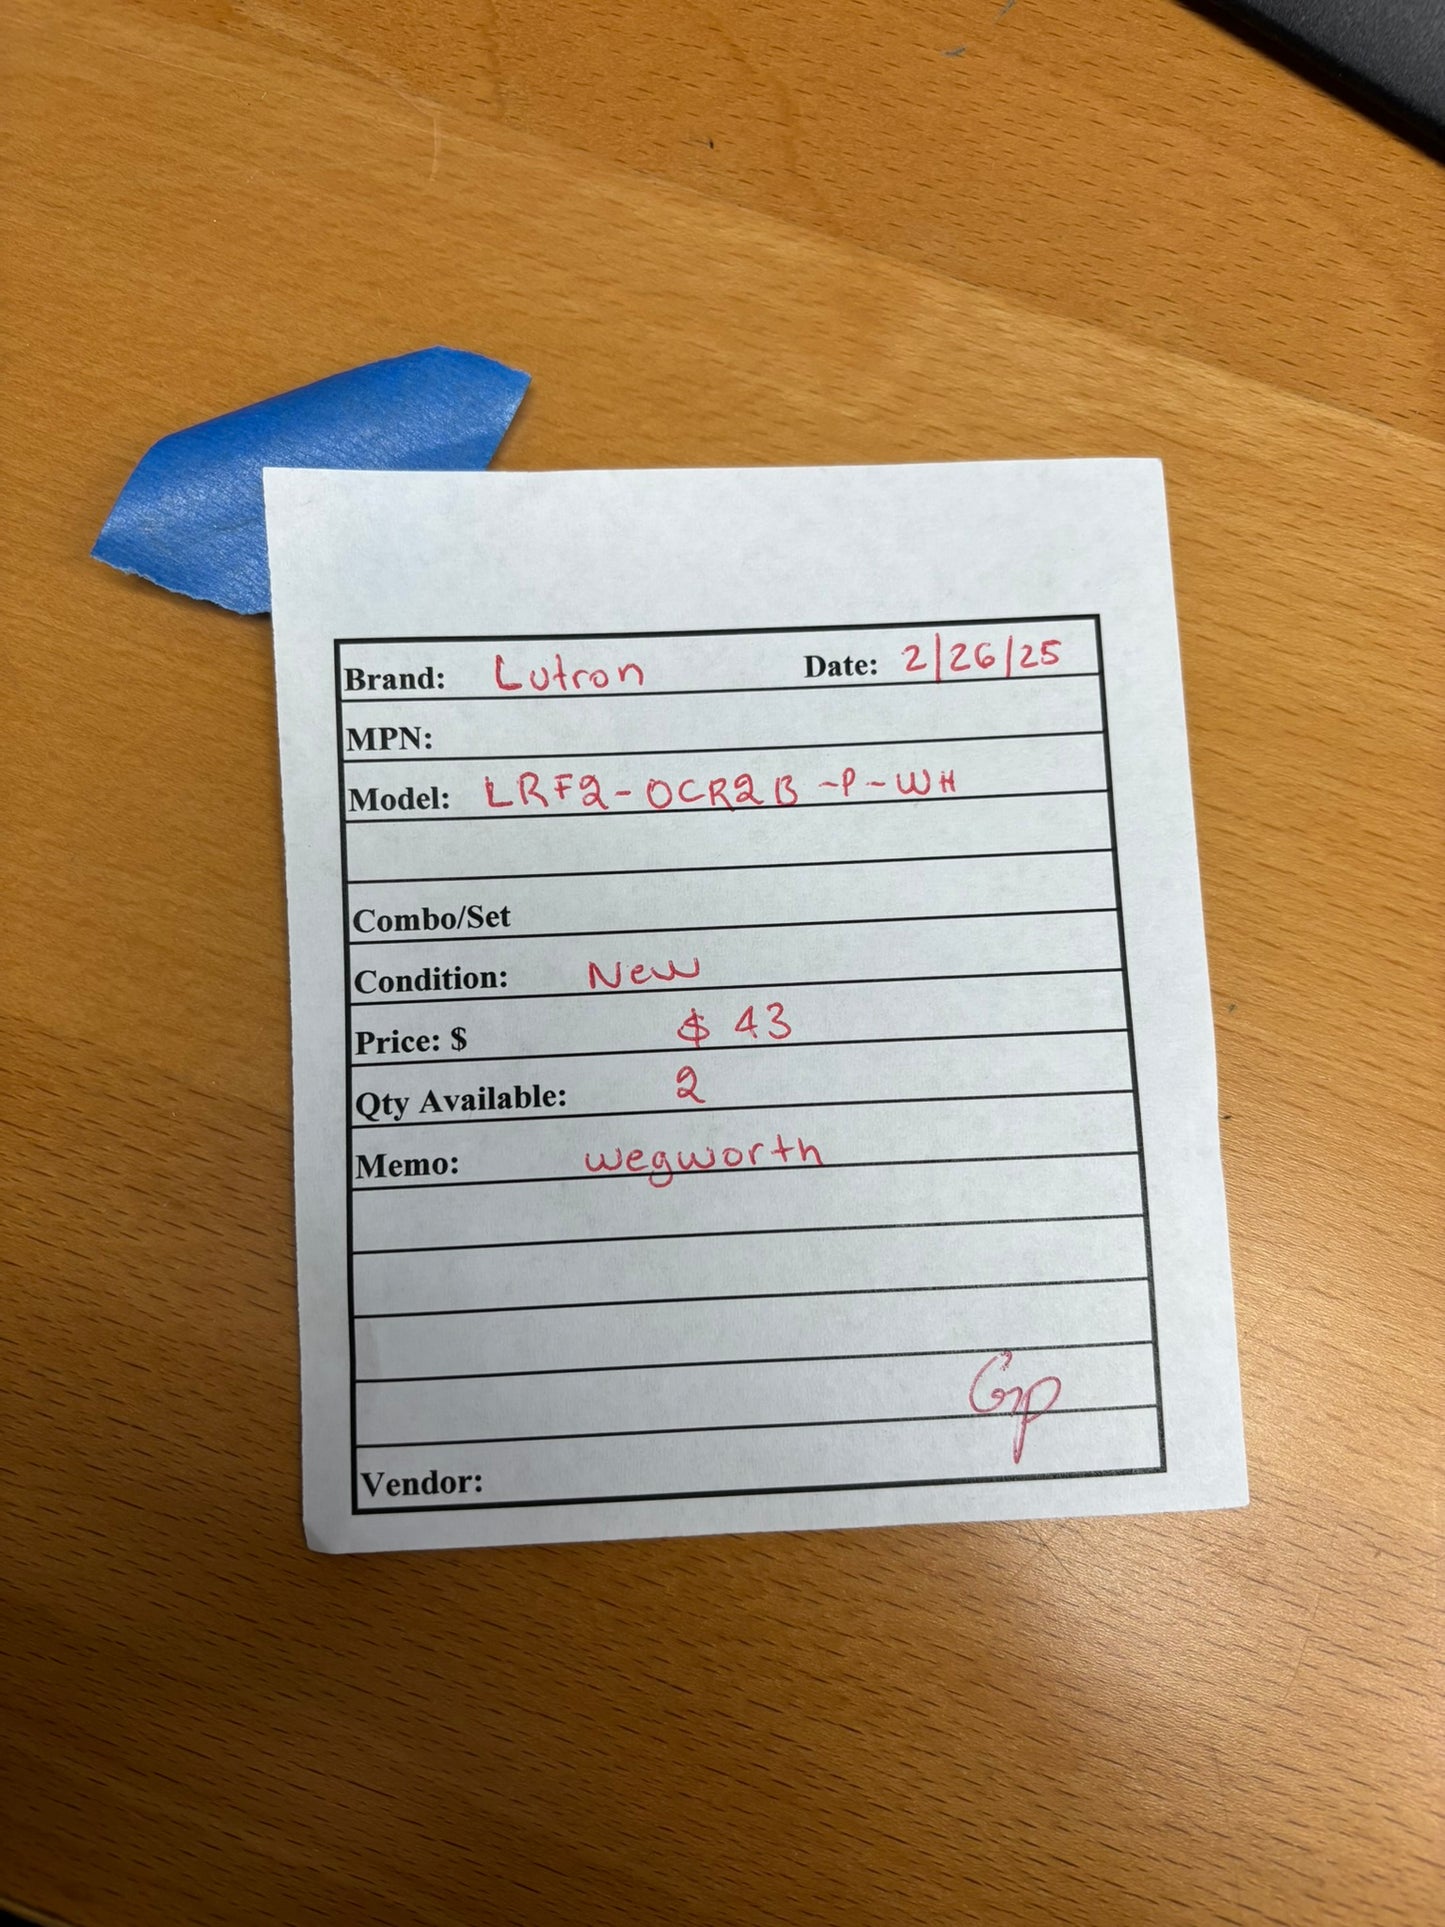 Brand: Lutron Date: 2/26/25
MPN:
Model: LRF2-OCR2B-P-WH
Combo/Set
Condition: New
Price: $ $ 43
Qty Available: 2
Memo: wegworth
Gp
Vendor: